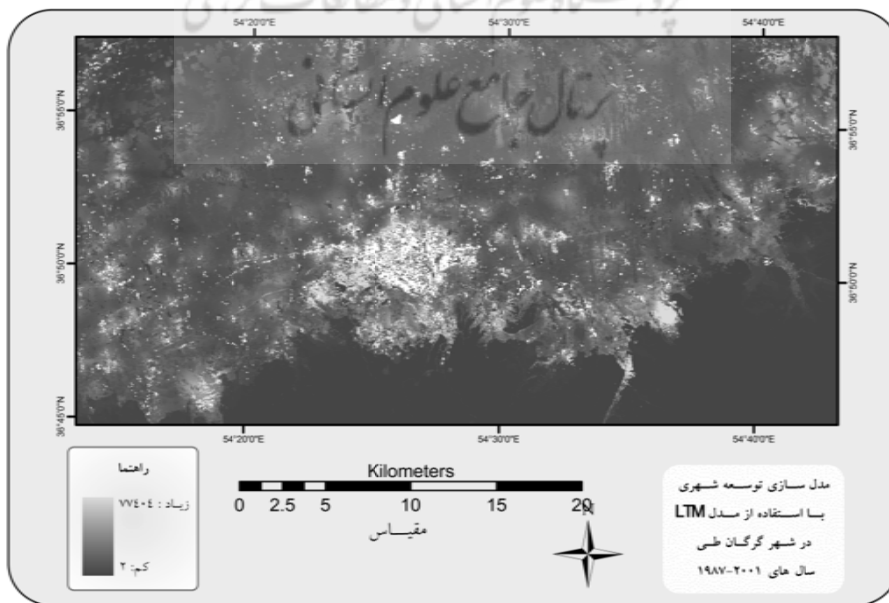 54°20'0"E 54°30'0"E 54°40'0"E
پرتال جامع علوم انسانی
36°55'0"N 36°55'0"N
36°50'0"N 36°50'0"N
36°45'0"N
54°20'0"E 54°30'0"E 54°40'0"E
راهنما
زیاد : ۷۷۴۰۴
کم: ۲
Kilometers
0 2.5 5 10 15 20
مقیاس
N
مدل سازی توسعه شهری
با استفاده از مدل LTM
در شهر گرگان طی
سال های ۲۰۰۱-۱۹۸۷